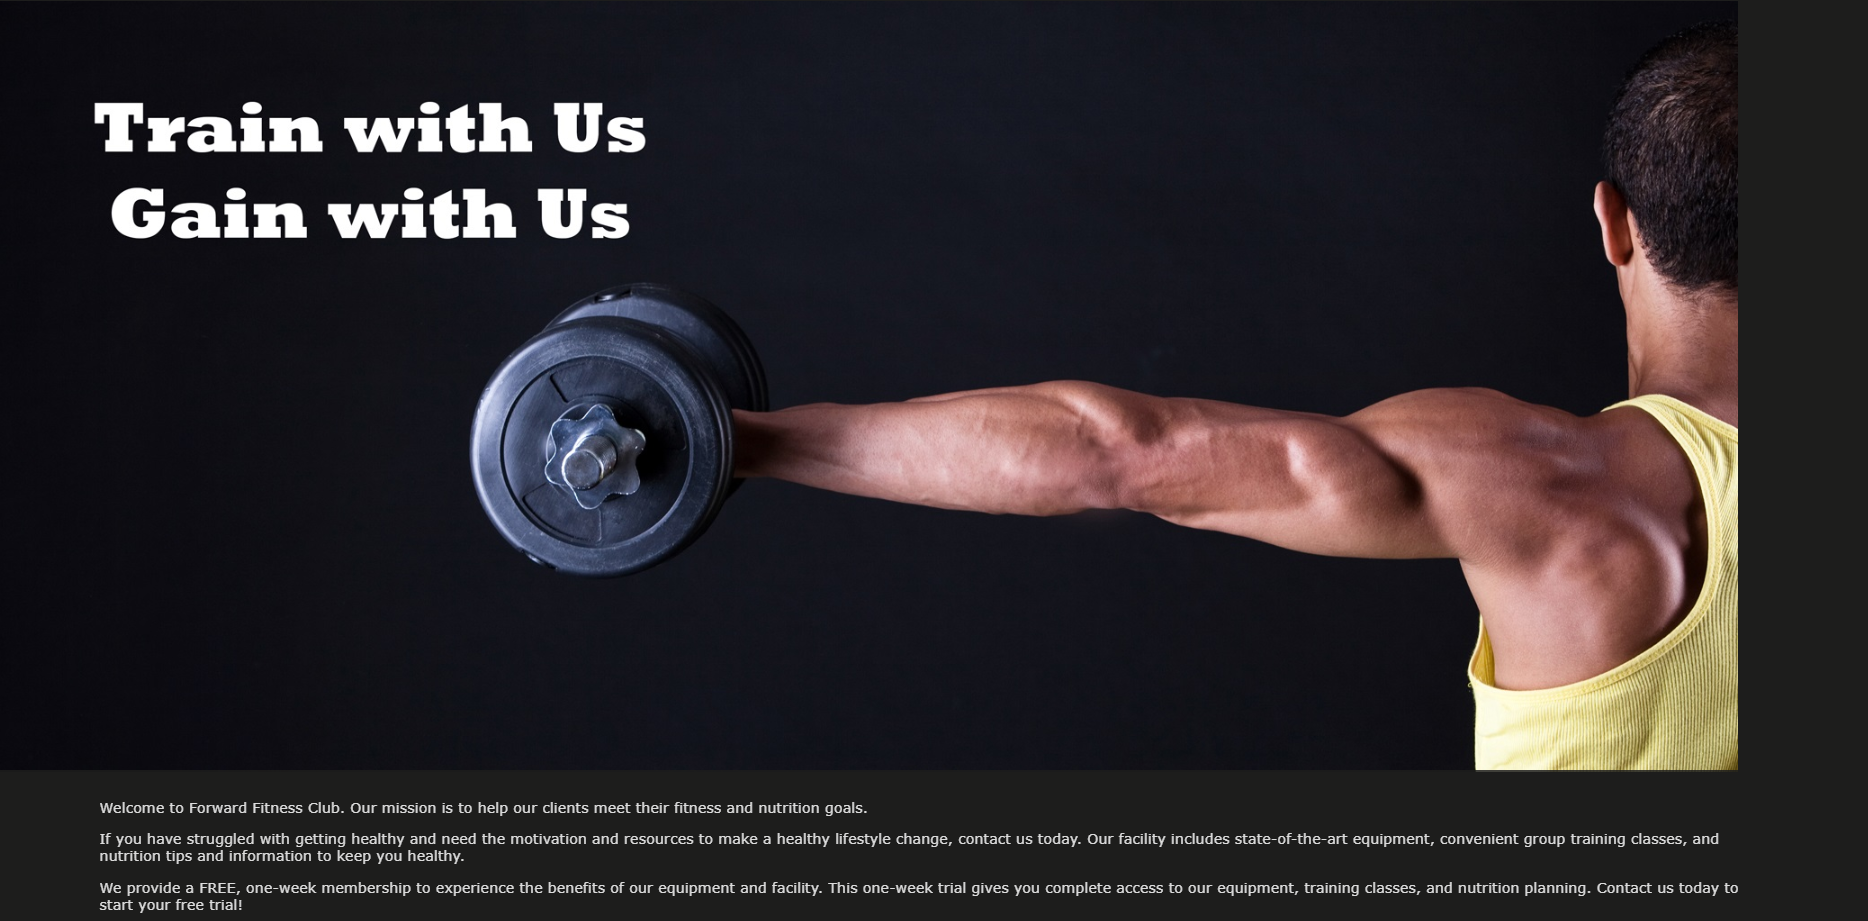 Train with Us
Gain with Us
Welcome to Forward Fitness Club. Our mission is to help our clients meet their fitness and nutrition goals.
If you have struggled with getting healthy and need the motivation and resources to make a healthy lifestyle change, contact us today. Our facility includes state-of-the-art equipment, convenient group training classes, and
nutrition tips and information to keep you healthy.
We provide a FREE, one-week membership to experience the benefits of our equipment and facility. This one-week trial gives you complete access to our equipment, training classes, and nutrition planning. Contact us today to
start your free trial!